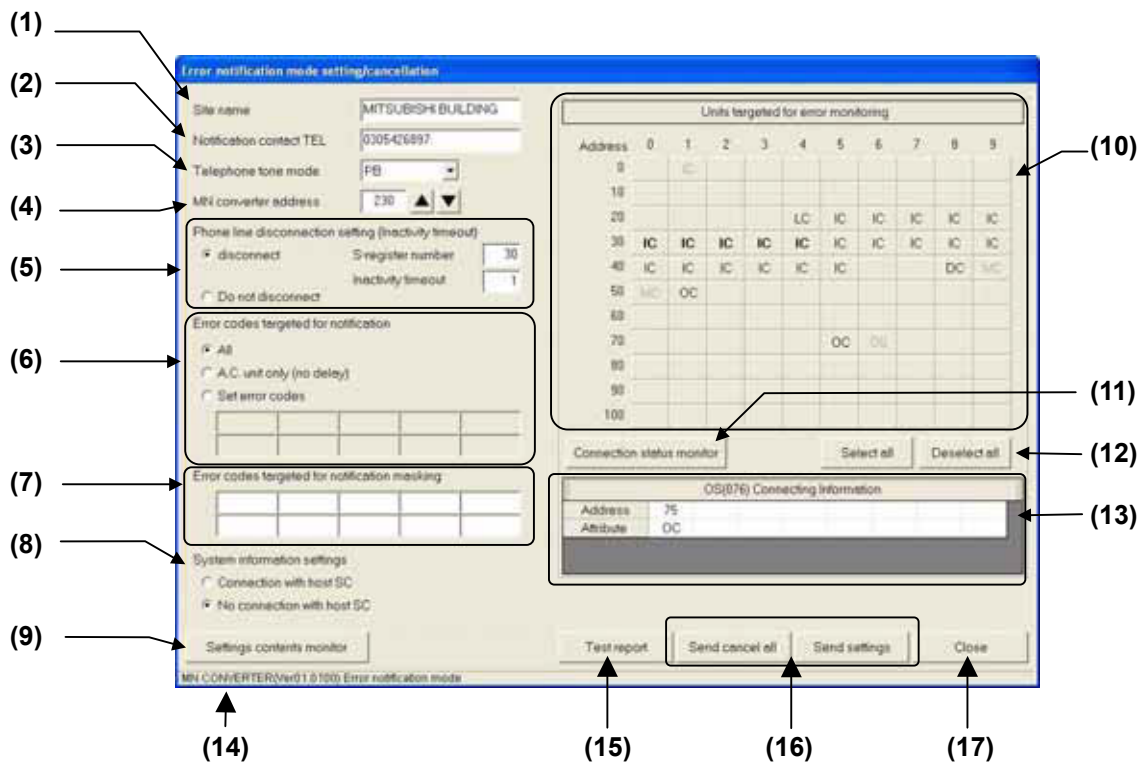 (1)
(2)
(3)
(4)
(5)
(6)
(7)
(8)
(9)
Error notification mode setting/cancellation
Site name MITSUBISHI BUILDING
Notification contact TEL 0305426897
Telephone tone mode PB
MN converter address 230
Phone line disconnection setting (Inactivity timeout)
disconnect S-register number 30
Inactivity timeout 1
Do not disconnect
Error codes targeted for notification
All
A.C. unit only (no delay)
Set error codes
Error codes targeted for notification masking
System information settings
Connection with host SC
No connection with host SC
Settings contents monitor
MN CONVERTER(Ver01.0100) Error notification mode
Units targeted for error monitoring
Address 0 1 2 3 4 5 6 7 8 9
0 IC
10
20 LC IC IC IC IC IC
30 IC IC IC IC IC IC IC IC IC IC
40 IC IC IC IC IC IC DC MC
50 MC OC
60
70 OC OS
80
90
100
Connection status monitor Select all Deselect all
OS(076) Connecting Information
Address 75
Attribute OC
Test report Send cancel all Send settings Close
(10)
(11)
(12)
(13)
(14)
(15)
(16)
(17)